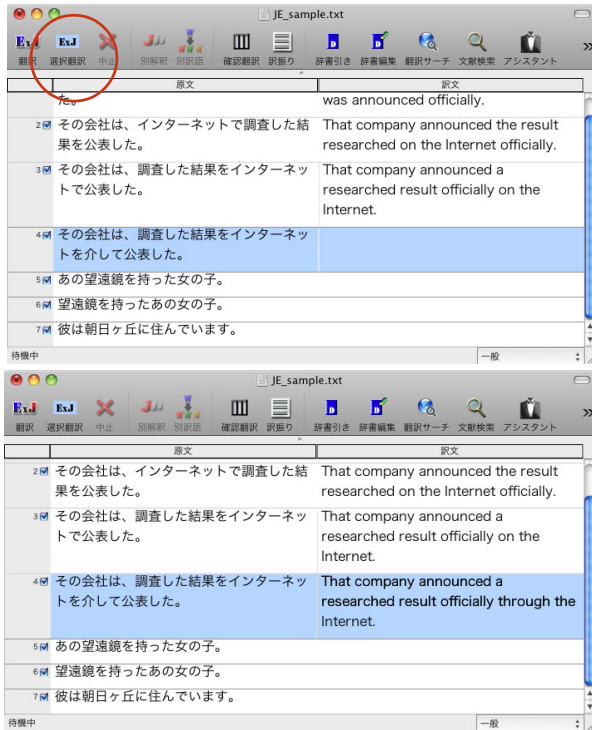 JE_sample.txt
ExJ ExJ
翻訳 選択翻訳 中止 別解釈 別訳語 確認翻訳 訳振り 辞書引き 辞書編集 翻訳サーチ 文献検索 アシスタント
原文 訳文
た。 was announced officially.
2 その会社は、インターネットで調査した結 That company announced the result
果を公表した。 researched on the Internet officially.
3 その会社は、調査した結果をインターネッ That company announced a
トで公表した。 researched result officially on the
Internet.
4 その会社は、調査した結果をインターネッ
トを介して公表した。
5 あの望遠鏡を持った女の子。
6 望遠鏡を持ったあの女の子。
7 彼は朝日ヶ丘に住んでいます。
待機中 一般
JE_sample.txt
ExJ ExJ
翻訳 選択翻訳 中止 別解釈 別訳語 確認翻訳 訳振り 辞書引き 辞書編集 翻訳サーチ 文献検索 アシスタント
原文 訳文
2 その会社は、インターネットで調査した結 That company announced the result
果を公表した。 researched on the Internet officially.
3 その会社は、調査した結果をインターネッ That company announced a
トで公表した。 researched result officially on the
Internet.
4 その会社は、調査した結果をインターネッ That company announced a
トを介して公表した。 researched result officially through the
Internet.
5 あの望遠鏡を持った女の子。
6 望遠鏡を持ったあの女の子。
7 彼は朝日ヶ丘に住んでいます。
待機中 一般